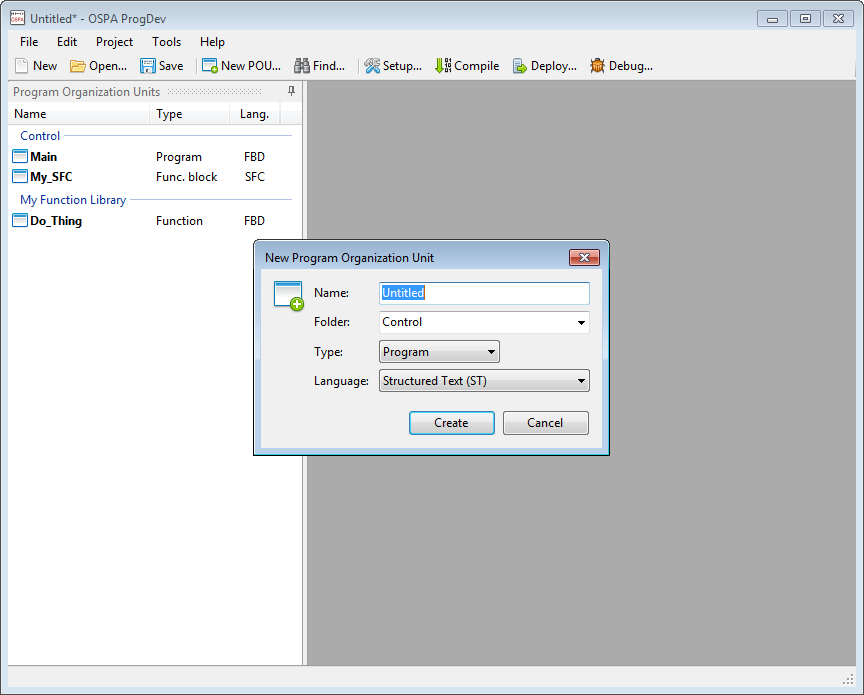 Untitled* - OSPA ProgDev
File Edit Project Tools Help
New Open... Save New POU... Find... Setup... Compile Deploy... Debug...
Program Organization Units
Name Type Lang.
Control
Main Program FBD
My_SFC Func. block SFC
My Function Library
Do_Thing Function FBD
New Program Organization Unit
Name: Untitled
Folder: Control
Type: Program
Language: Structured Text (ST)
Create Cancel